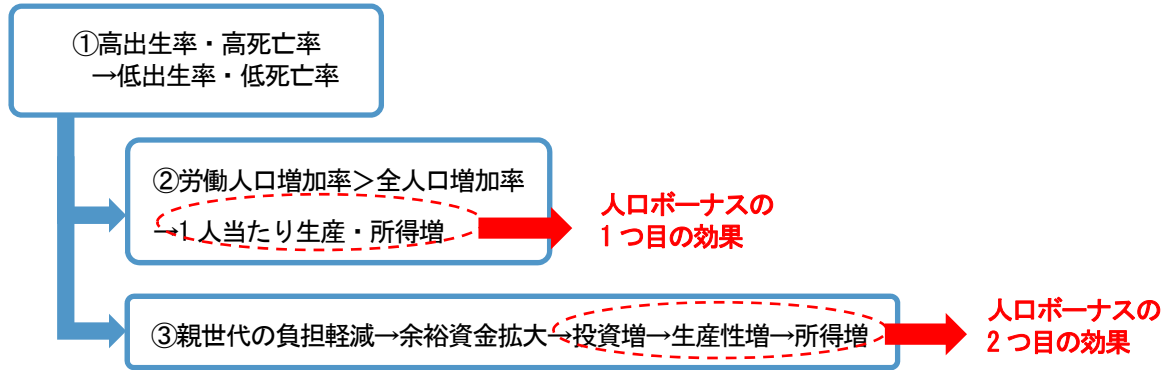 ①高出生率・高死亡率
→低出生率・低死亡率
②労働人口増加率＞全人口増加率
→1人当たり生産・所得増
人口ボーナスの
1つ目の効果
③親世代の負担軽減→余裕資金拡大→投資増→生産性増→所得増
人口ボーナスの
2つ目の効果